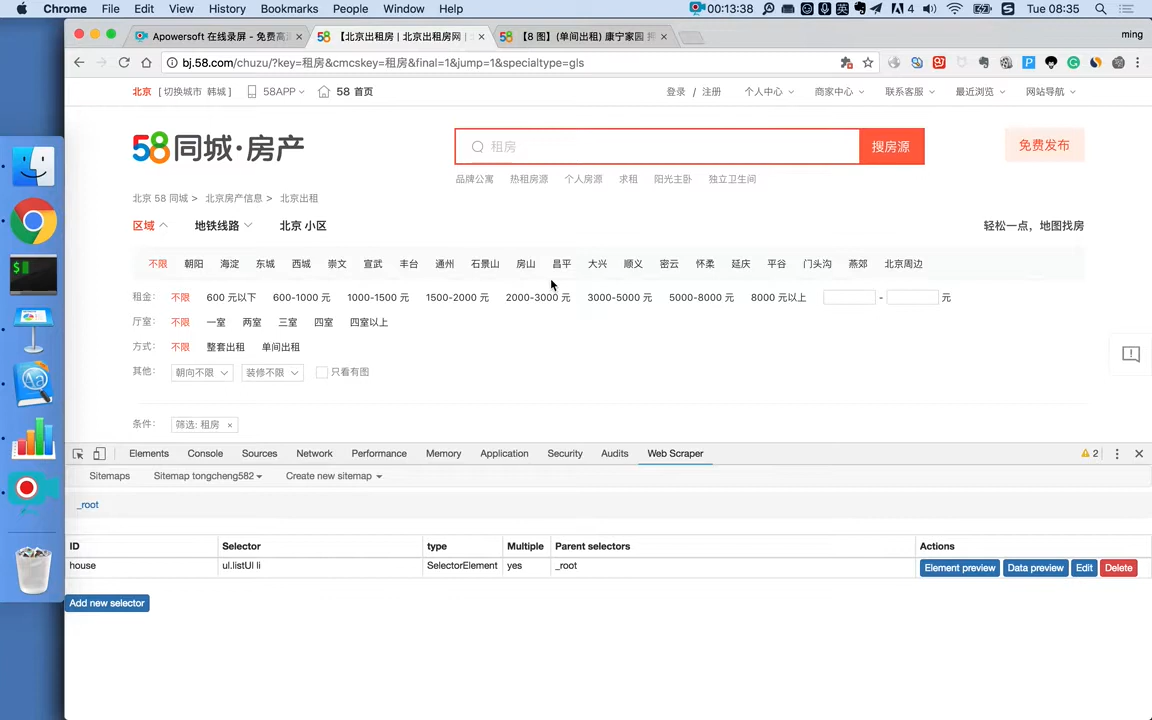 Chrome File Edit View History Bookmarks People Window Help 00:13:38 4 Tue 08:35
Apowersoft 在线录屏 - 免费高 【北京出租房 | 北京出租房网 | 【8 图】(单间出租) 康宁家园 ming
bj.58.com/chuzu/?key=租房&cmcskey=租房&final=1&jump=1&specialtype=gls
北京 [ 切换城市 韩城 ] 58APP 58 首页 登录 / 注册 个人中心 商家中心 联系客服 最近浏览 网站导航
58同城·房产 租房 搜房源 免费发布
品牌公寓 热租房源 个人房源 求租 阳光主卧 独立卫生间
北京 58 同城 > 北京房产信息 > 北京出租
区域 地铁线路 北京 小区 轻松一点，地图找房
不限 朝阳 海淀 东城 西城 崇文 宣武 丰台 通州 石景山 房山 昌平 大兴 顺义 密云 怀柔 延庆 平谷 门头沟 燕郊 北京周边
租金: 不限 600 元以下 600-1000 元 1000-1500 元 1500-2000 元 2000-3000 元 3000-5000 元 5000-8000 元 8000 元以上 - 元
厅室: 不限 一室 两室 三室 四室 四室以上
方式: 不限 整套出租 单间出租
其他: 朝向不限 装修不限 只看有图
条件: 筛选: 租房 ×
Elements Console Sources Network Performance Memory Application Security Audits Web Scraper 2
Sitemaps Sitemap tongcheng582 Create new sitemap
_root
ID Selector type Multiple Parent selectors Actions
house ul.listUl li SelectorElement yes _root Element preview Data preview Edit Delete
Add new selector